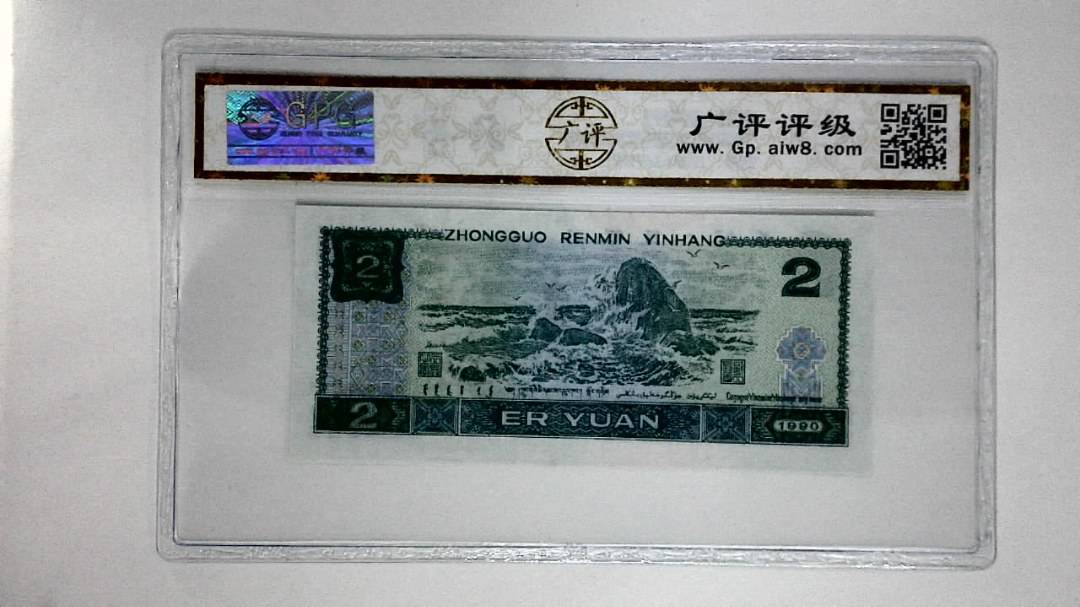 GPG
广评
广评评级
www. Gp. aiw8. com
ZHONGGUO RENMIN YINHANG
2
2
2
ER YUAN
1990